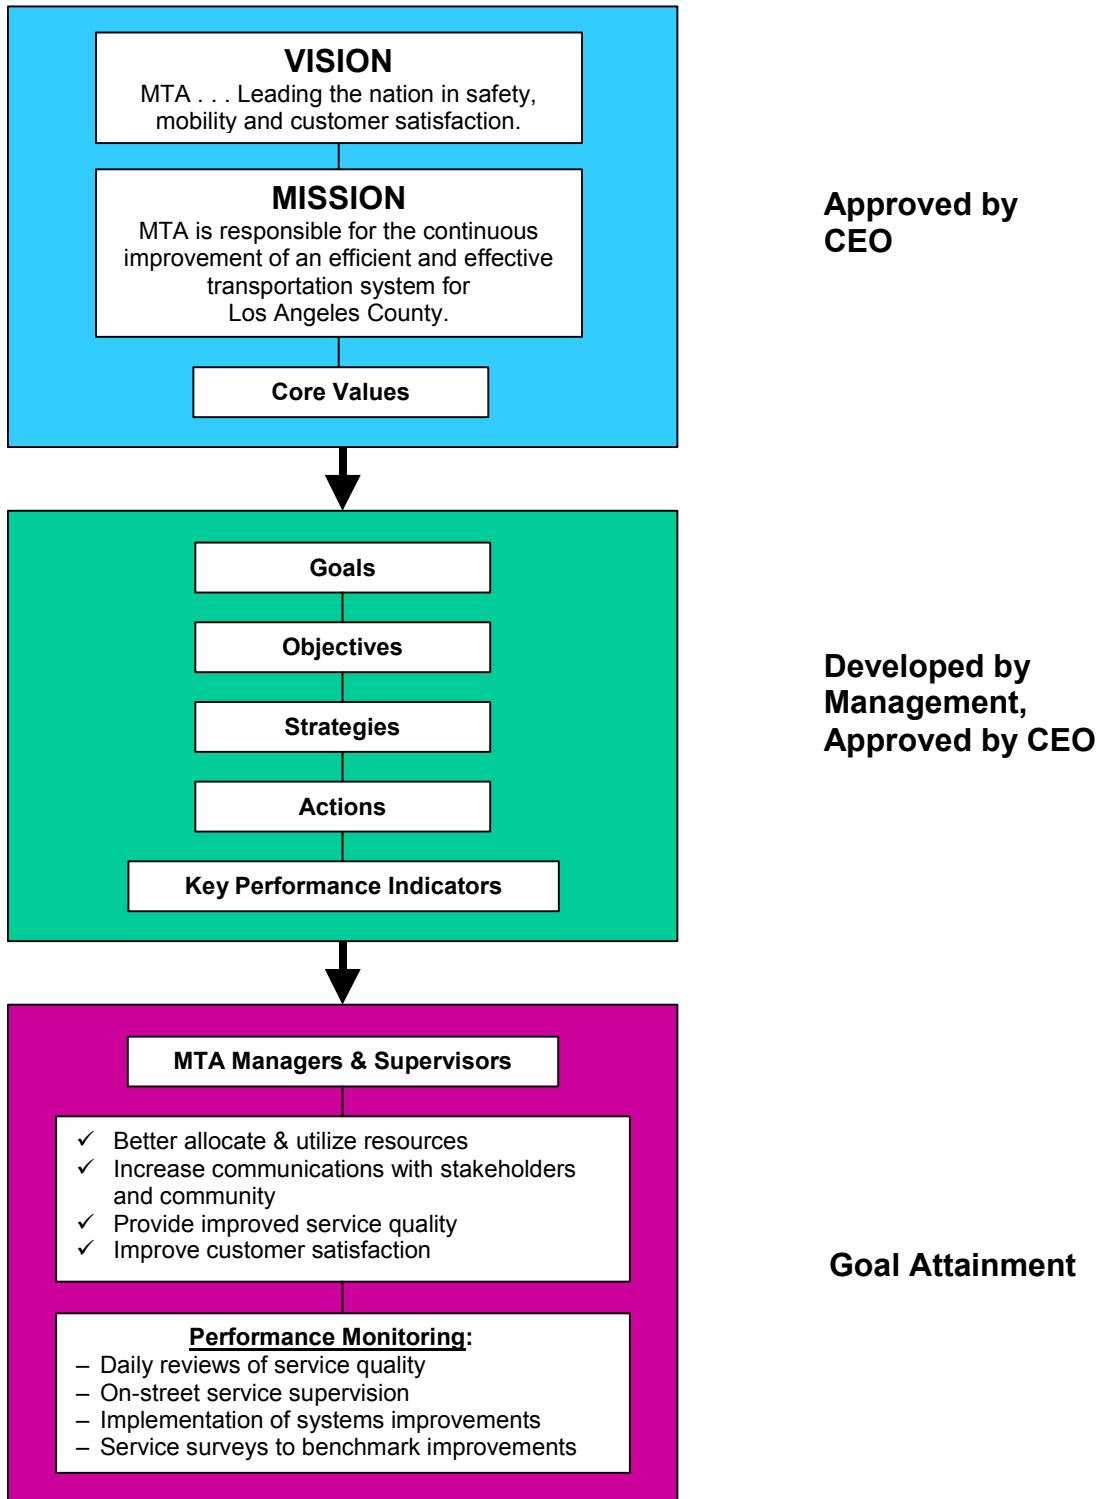 VISION
MTA . . . Leading the nation in safety,
mobility and customer satisfaction.
MISSION
MTA is responsible for the continuous
improvement of an efficient and effective
transportation system for
Los Angeles County.
Core Values
Approved by
CEO
Goals
Objectives
Strategies
Actions
Key Performance Indicators
Developed by
Management,
Approved by CEO
MTA Managers & Supervisors
✓ Better allocate & utilize resources
✓ Increase communications with stakeholders
and community
✓ Provide improved service quality
✓ Improve customer satisfaction
Goal Attainment
Performance Monitoring:
– Daily reviews of service quality
– On-street service supervision
– Implementation of systems improvements
– Service surveys to benchmark improvements